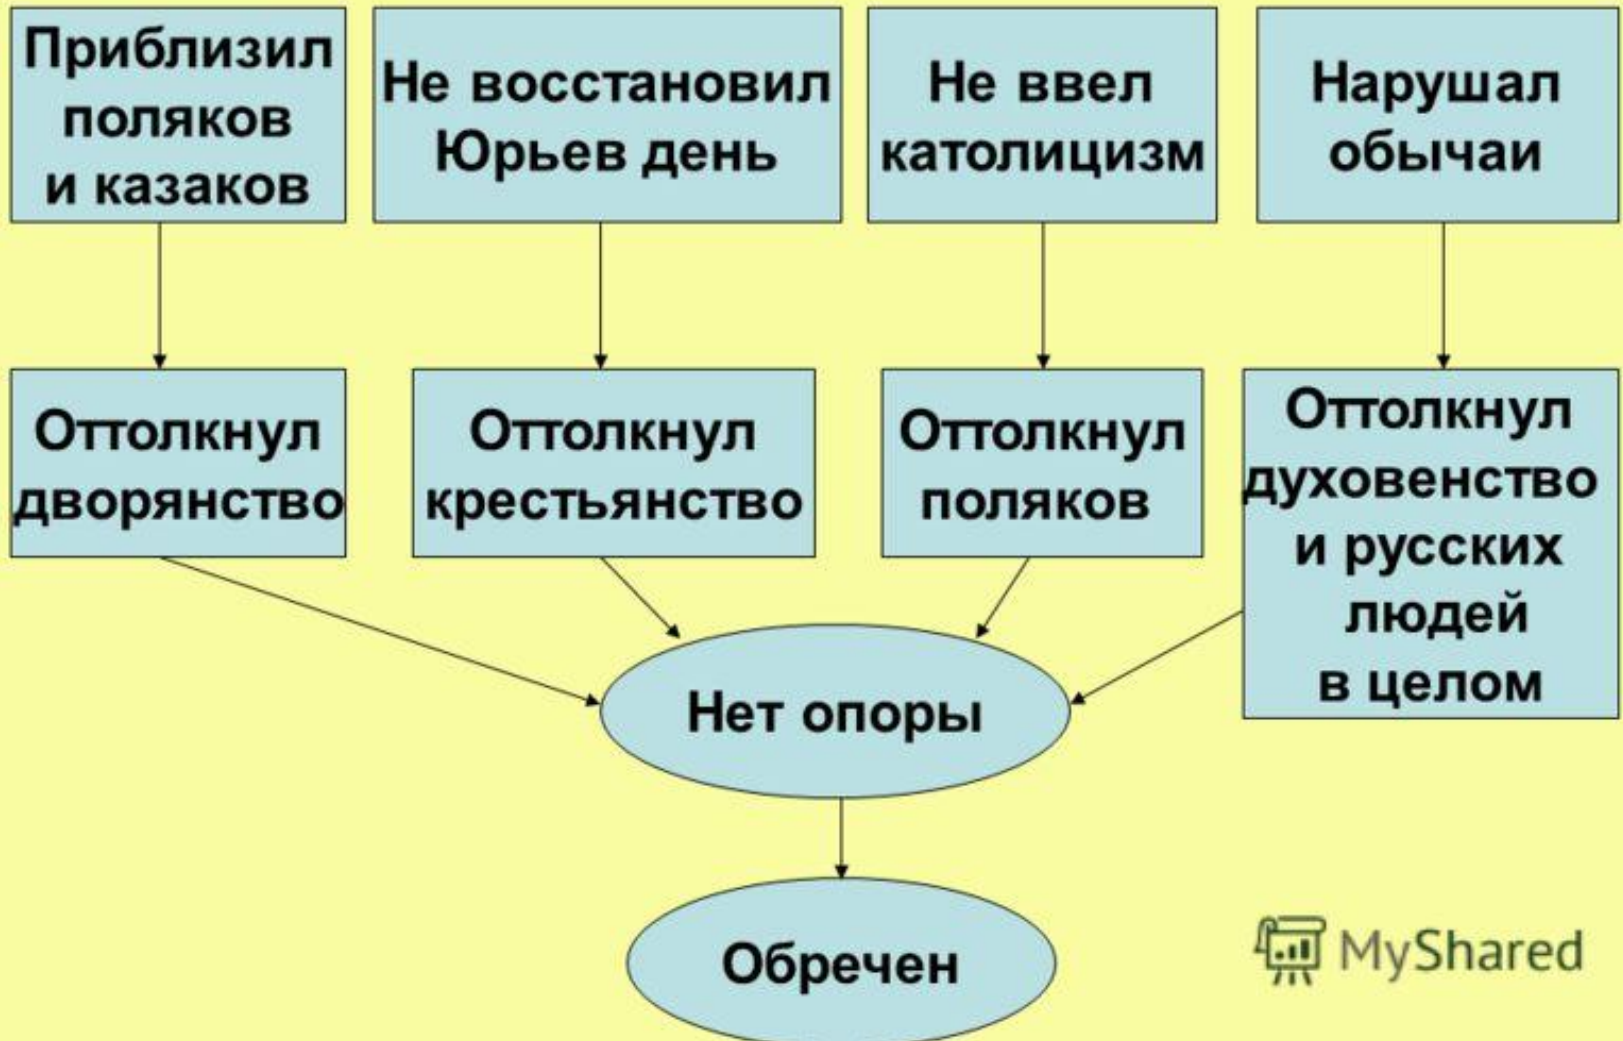 Приблизил
поляков
и казаков
Не восстановил
Юрьев день
Не ввел
католицизм
Нарушал
обычаи
Оттолкнул
дворянство
Оттолкнул
крестьянство
Оттолкнул
поляков
Оттолкнул
духовенство
и русских
людей
в целом
Нет опоры
Обречен
MyShared